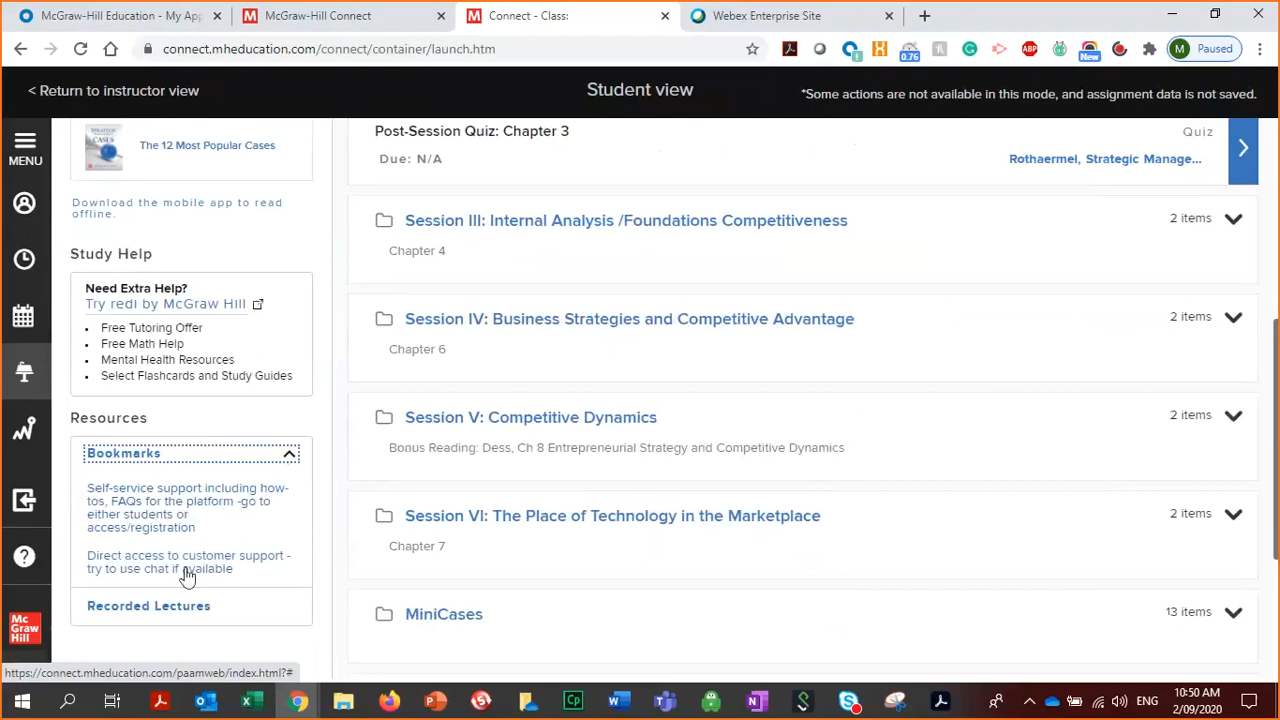 McGraw-Hill Education - My App
McGraw-Hill Connect
Connect - Class:
Webex Enterprise Site
connect.mheducation.com/connect/container/launch.htm
0.76
ABP
New
M Paused
< Return to instructor view
Student view
*Some actions are not available in this mode, and assignment data is not saved.
MENU
CASES
The 12 Most Popular Cases
Download the mobile app to read
offline.
Study Help
Need Extra Help?
Try redi by McGraw Hill
• Free Tutoring Offer
• Free Math Help
• Mental Health Resources
• Select Flashcards and Study Guides
Resources
Bookmarks
Self-service support including how-
tos, FAQs for the platform -go to
either students or
access/registration
Direct access to customer support -
try to use chat if available
Recorded Lectures
Mc
Graw
Hill
Post-Session Quiz: Chapter 3
Quiz
Due: N/A
Rothaermel, Strategic Manage...
Session III: Internal Analysis /Foundations Competitiveness
2 items
Chapter 4
Session IV: Business Strategies and Competitive Advantage
2 items
Chapter 6
Session V: Competitive Dynamics
2 items
Bonus Reading: Dess, Ch 8 Entrepreneurial Strategy and Competitive Dynamics
Session VI: The Place of Technology in the Marketplace
2 items
Chapter 7
MiniCases
13 items
https://connect.mheducation.com/paamweb/index.html?#
ENG
10:50 AM
2/09/2020